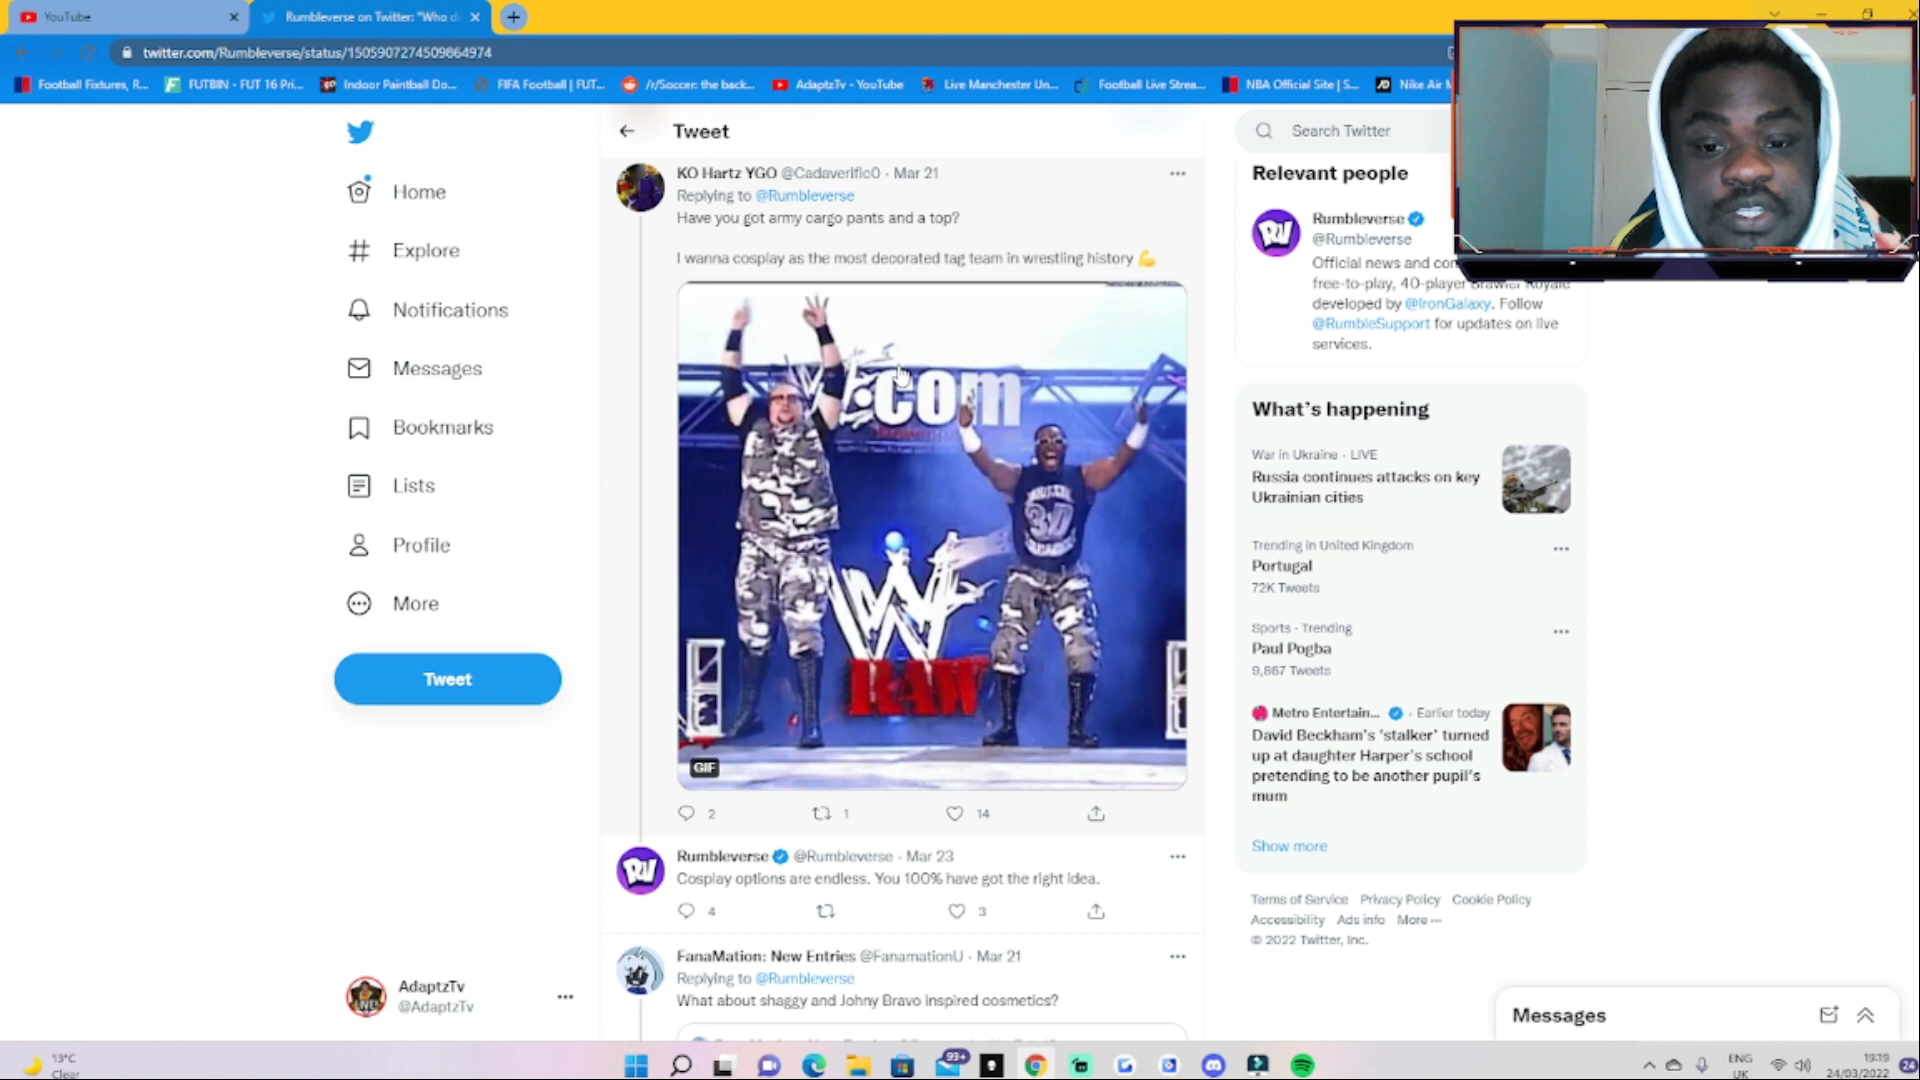 YouTube
Rumbleverse on Twitter: "Who d
twitter.com/Rumbleverse/status/1505907274509864974
Football Fixtures, R...
FUTBIN - FUT 16 Pri...
Indoor Paintball Do...
FIFA Football | FUT...
/r/Soccer: the back...
AdaptzTv - YouTube
Live Manchester Un...
Football Live Strea...
NBA Official Site | S...
Nike Air M
Home
Explore
Notifications
Messages
Bookmarks
Lists
Profile
More
Tweet
AdaptzTv
@AdaptzTv
Tweet
KO Hartz YGO @Cadaverific0 · Mar 21
Replying to @Rumbleverse
Have you got army cargo pants and a top?
I wanna cosplay as the most decorated tag team in wrestling history 💪
.com
3D
RAW
GIF
2 1 14
Rumbleverse @Rumbleverse · Mar 23
Cosplay options are endless. You 100% have got the right idea.
4 3
FanaMation: New Entries @FanamationU · Mar 21
Replying to @Rumbleverse
What about shaggy and Johny Bravo inspired cosmetics?
Search Twitter
Relevant people
Rumbleverse
@Rumbleverse
Official news and con
free-to-play, 40-player Brawler Royale
developed by @IronGalaxy. Follow
@RumbleSupport for updates on live
services.
What's happening
War in Ukraine · LIVE
Russia continues attacks on key
Ukrainian cities
Trending in United Kingdom
Portugal
72K Tweets
Sports · Trending
Paul Pogba
9,867 Tweets
Metro Entertain... · Earlier today
David Beckham's 'stalker' turned
up at daughter Harper's school
pretending to be another pupil's
mum
Show more
Terms of Service Privacy Policy Cookie Policy
Accessibility Ads info More ···
© 2022 Twitter, Inc.
Messages
13°C
Clear
99+
ENG
UK
19:19
24/03/2022
24